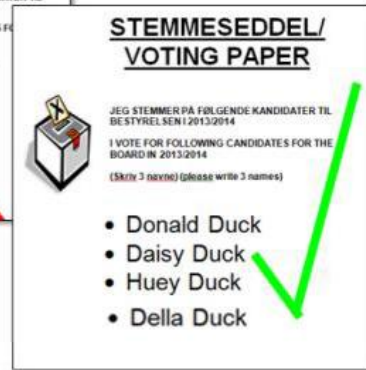 STEMMESEDDEL/
VOTING PAPER
JEG STEMMER PÅ FØLGENDE KANDIDATER TIL
BESTYRELSEN I 2013/2014
I VOTE FOR FOLLOWING CANDIDATES FOR THE
BOARD IN 2013/2014
(Skriv 3 navne) (please write 3 names)
• Donald Duck
• Daisy Duck
• Huey Duck
• Della Duck